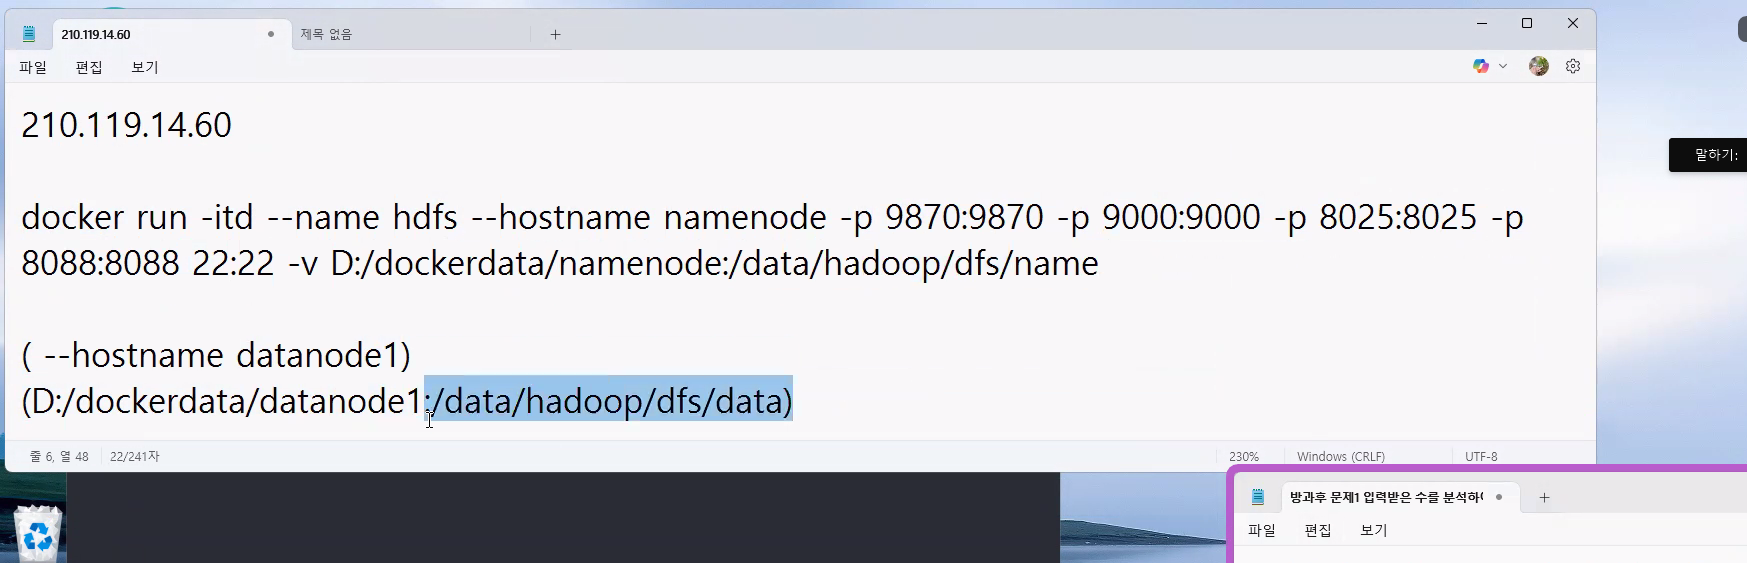 210.119.14.60
제목 없음
파일 편집 보기
210.119.14.60
docker run -itd --name hdfs --hostname namenode -p 9870:9870 -p 9000:9000 -p 8025:8025 -p
8088:8088 22:22 -v D:/dockerdata/namenode:/data/hadoop/dfs/name
( --hostname datanode1)
(D:/dockerdata/datanode1:/data/hadoop/dfs/data)
줄 6, 열 48
22/241자
230%
Windows (CRLF)
UTF-8
말하기:
방과후 문제1 입력받은 수를 분석하
파일 편집 보기